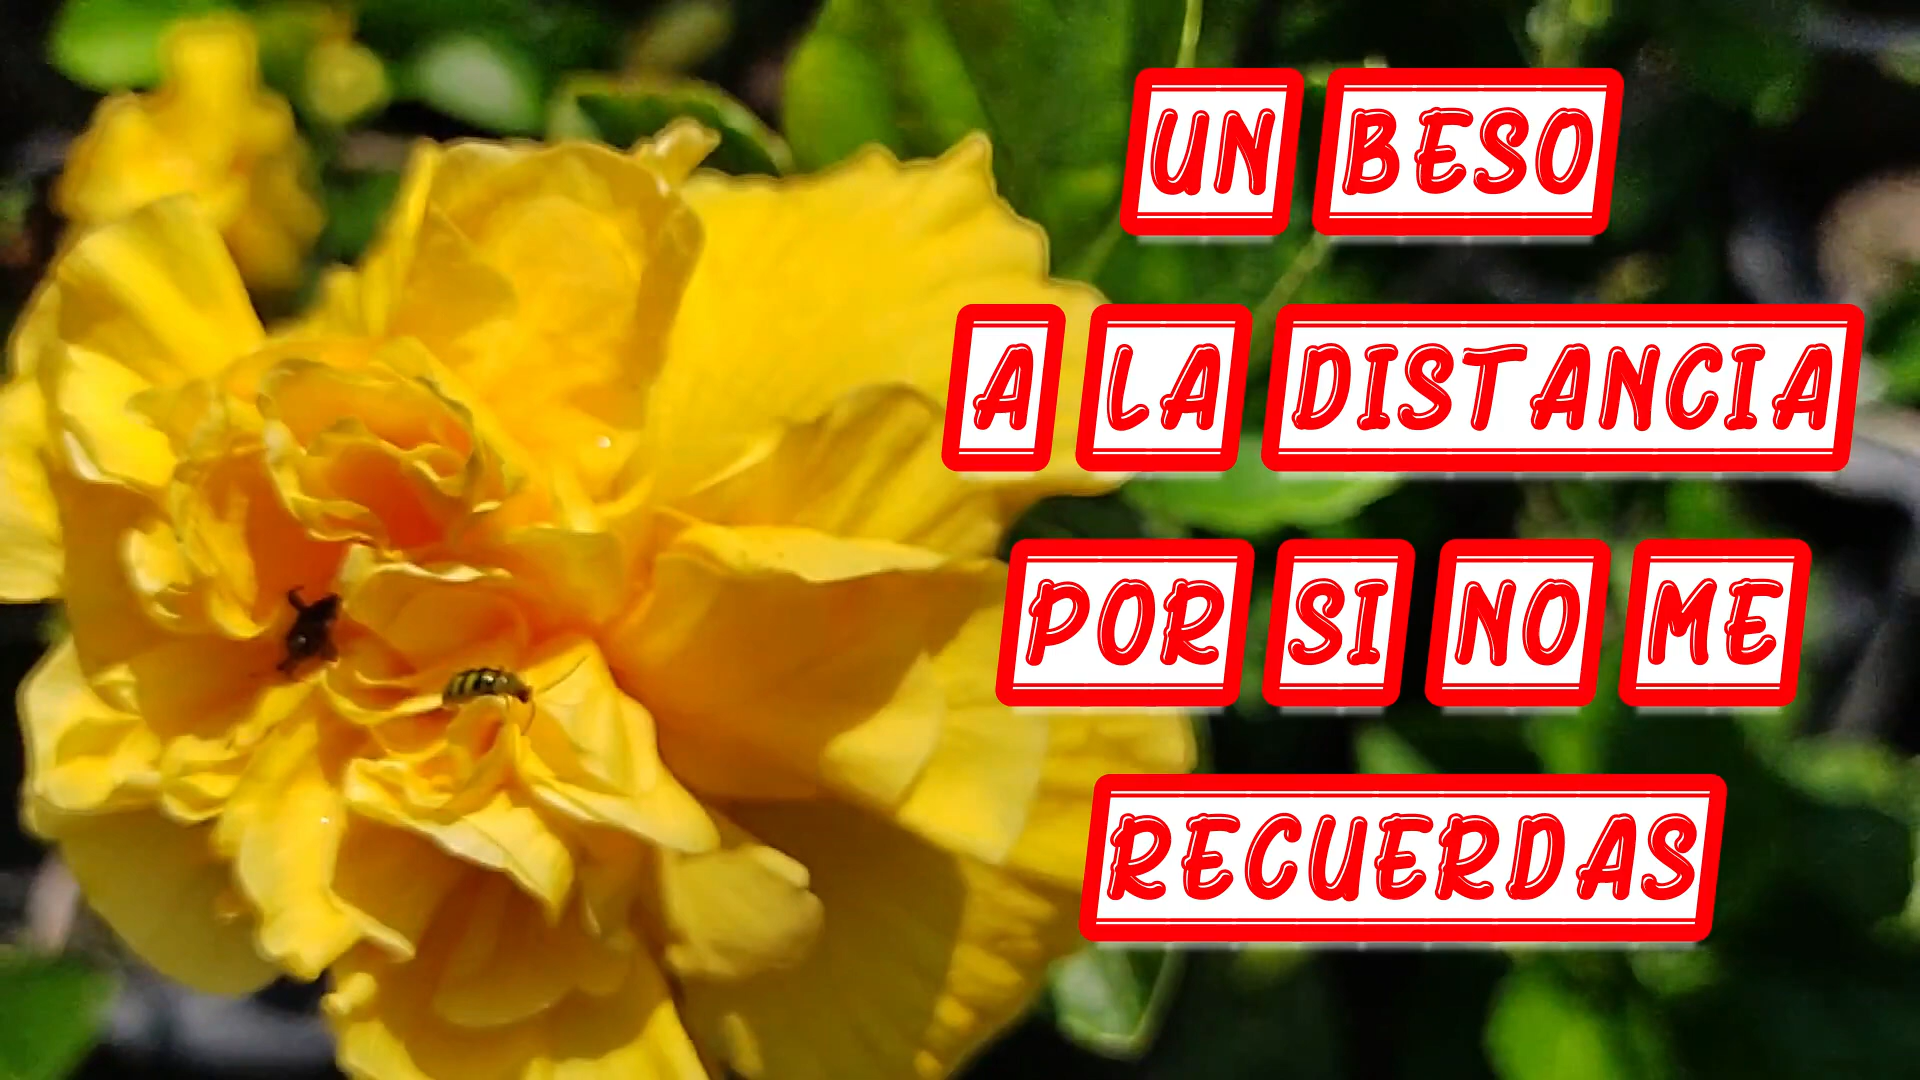 UN BESO
A LA DISTANCIA
POR SI NO ME
RECUERDAS